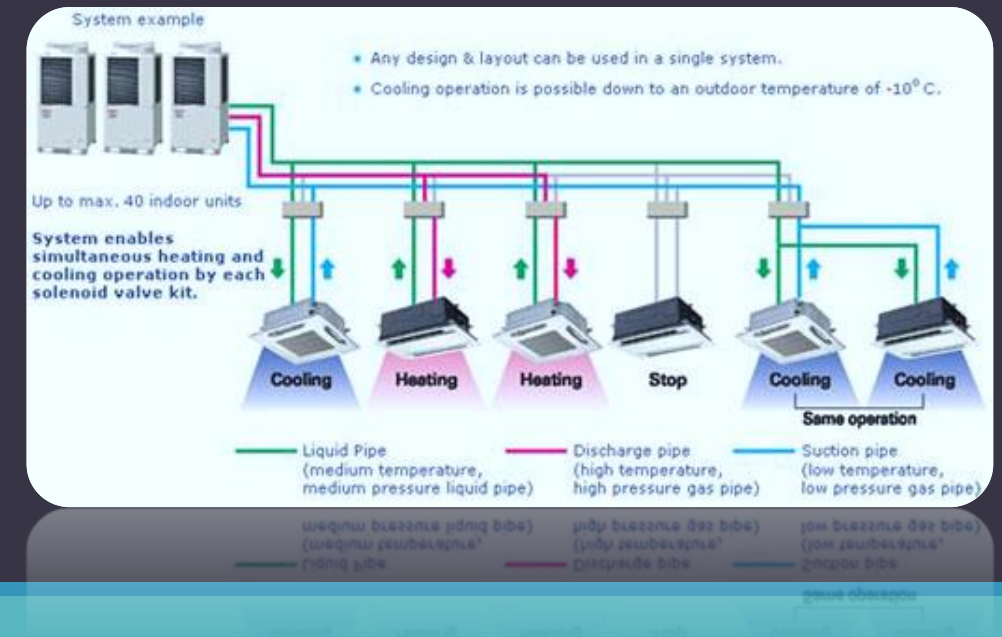 System example
• Any design & layout can be used in a single system.
• Cooling operation is possible down to an outdoor temperature of -10⁰ C.
Up to max. 40 indoor units
System enables
simultaneous heating and
cooling operation by each
solenoid valve kit.
Cooling
Heating
Heating
Stop
Cooling
Cooling
Same operation
Liquid Pipe
(medium temperature,
medium pressure liquid pipe)
Discharge pipe
(high temperature,
high pressure gas pipe)
Suction pipe
(low temperature,
low pressure gas pipe)